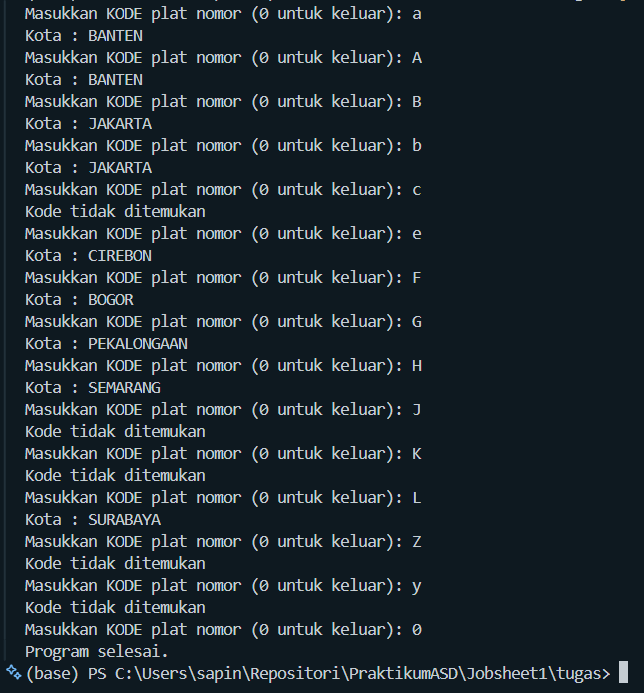 Masukkan KODE plat nomor (0 untuk keluar): a
Kota : BANTEN
Masukkan KODE plat nomor (0 untuk keluar): A
Kota : BANTEN
Masukkan KODE plat nomor (0 untuk keluar): B
Kota : JAKARTA
Masukkan KODE plat nomor (0 untuk keluar): b
Kota : JAKARTA
Masukkan KODE plat nomor (0 untuk keluar): c
Kode tidak ditemukan
Masukkan KODE plat nomor (0 untuk keluar): e
Kota : CIREBON
Masukkan KODE plat nomor (0 untuk keluar): F
Kota : BOGOR
Masukkan KODE plat nomor (0 untuk keluar): G
Kota : PEKALONGAAN
Masukkan KODE plat nomor (0 untuk keluar): H
Kota : SEMARANG
Masukkan KODE plat nomor (0 untuk keluar): J
Kode tidak ditemukan
Masukkan KODE plat nomor (0 untuk keluar): K
Kode tidak ditemukan
Masukkan KODE plat nomor (0 untuk keluar): L
Kota : SURABAYA
Masukkan KODE plat nomor (0 untuk keluar): Z
Kode tidak ditemukan
Masukkan KODE plat nomor (0 untuk keluar): y
Kode tidak ditemukan
Masukkan KODE plat nomor (0 untuk keluar): 0
Program selesai.
(base) PS C:\Users\sapin\Repositori\PraktikumASD\Jobsheet1\tugas>